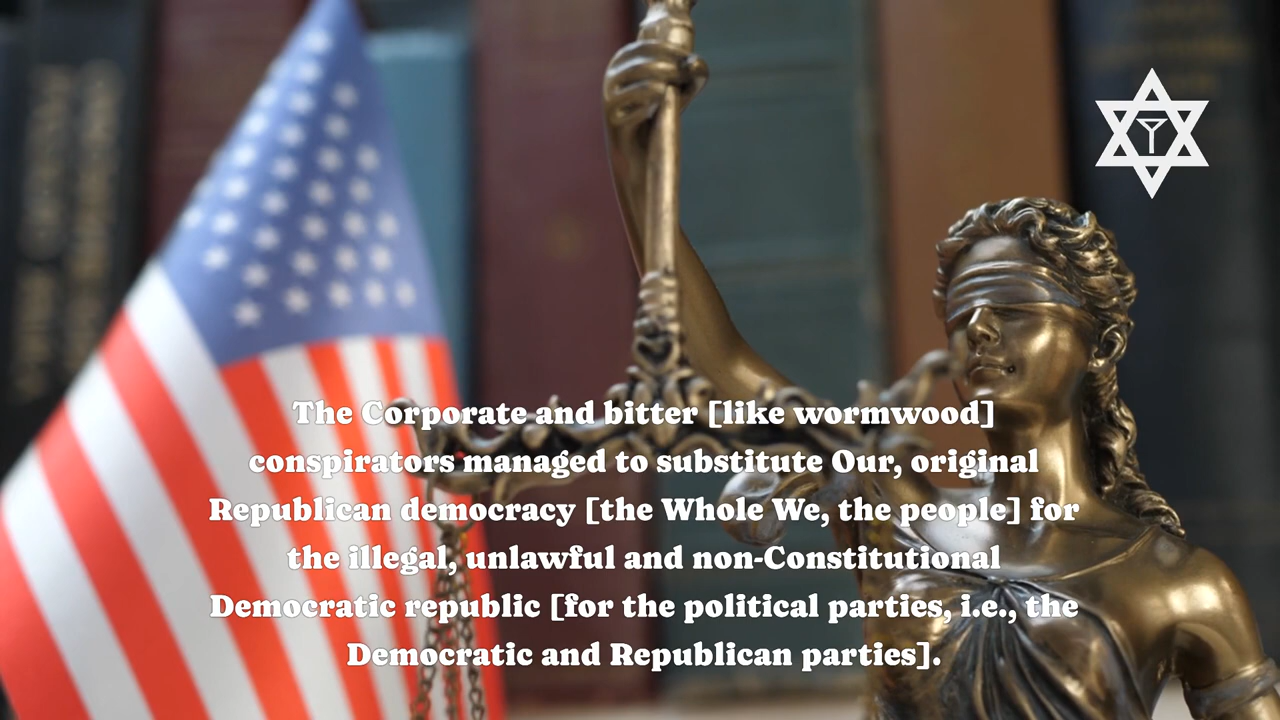 The Corporate and bitter [like wormwood]
conspirators managed to substitute Our, original
Republican democracy [the Whole We, the people] for
the illegal, unlawful and non-Constitutional
Democratic republic [for the political parties, i.e., the
Democratic and Republican parties].